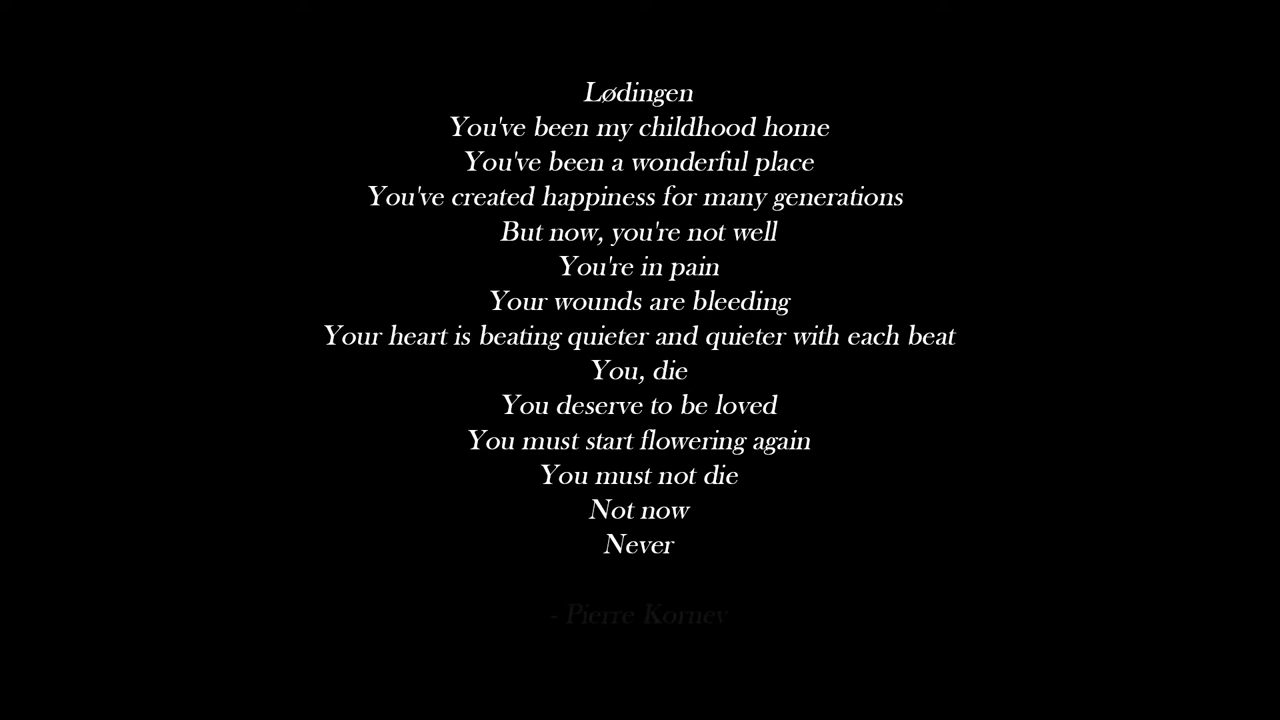 Lødingen
You've been my childhood home
You've been a wonderful place
You've created happiness for many generations
But now, you're not well
You're in pain
Your wounds are bleeding
Your heart is beating quieter and quieter with each beat
You, die
You deserve to be loved
You must start flowering again
You must not die
Not now
Never
- Pierre Kornev